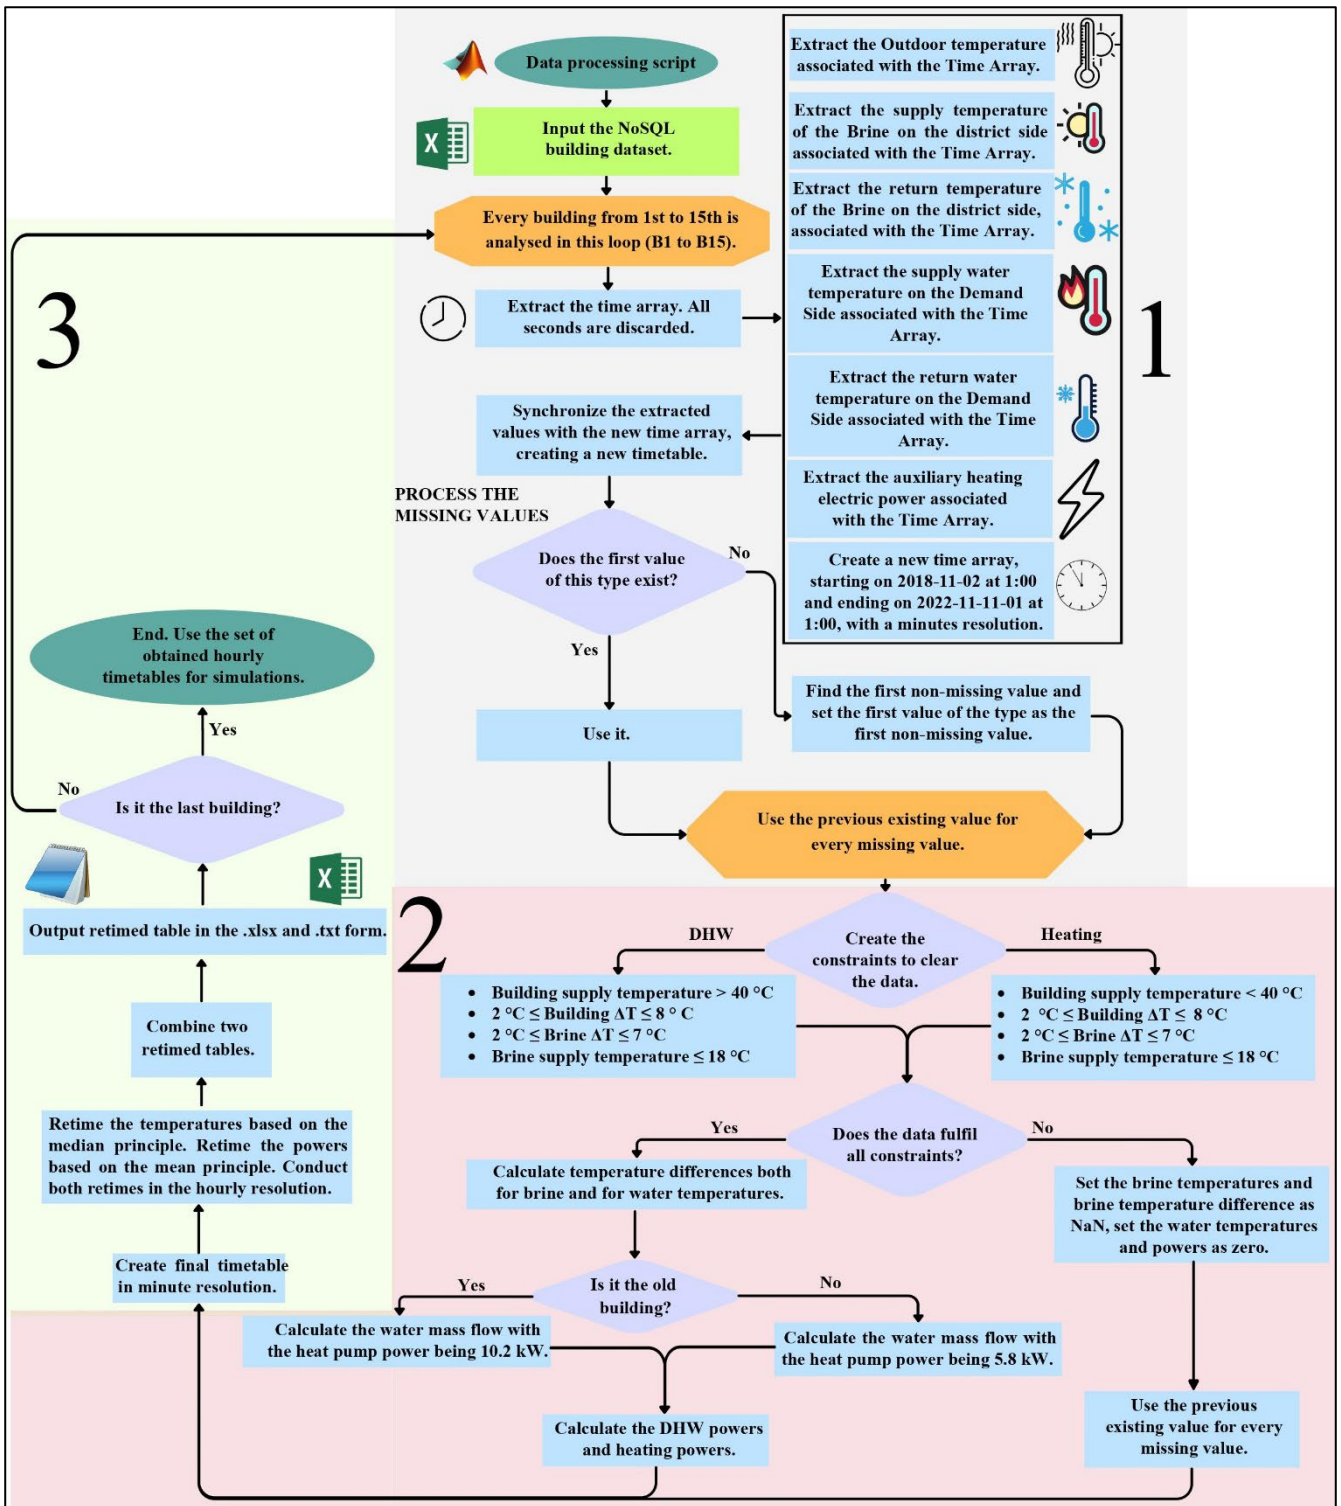 Data processing script
Input the NoSQL
building dataset.
Every building from 1st to 15th is
analysed in this loop (B1 to B15).
Extract the time array. All
seconds are discarded.
1
Extract the Outdoor temperature
associated with the Time Array.
Extract the supply temperature
of the Brine on the district side
associated with the Time Array.
Extract the return temperature
of the Brine on the district side,
associated with the Time Array.
Extract the supply water
temperature on the Demand
Side associated with the Time
Array.
Extract the return water
temperature on the Demand
Side associated with the Time
Array.
Extract the auxiliary heating
electric power associated
with the Time Array.
Create a new time array,
starting on 2018-11-02 at 1:00
and ending on 2022-11-11-01 at
1:00, with a minutes resolution.
Synchronize the extracted
values with the new time array,
creating a new timetable.
PROCESS THE
MISSING VALUES
Does the first value
of this type exist?
No
Yes
Use it.
Find the first non-missing value and
set the first value of the type as the
first non-missing value.
Use the previous existing value for
every missing value.
2
DHW
Create the
constraints to clear
the data.
Heating
• Building supply temperature > 40 °C
• 2 °C ≤ Building ΔT ≤ 8 ° C
• 2 °C ≤ Brine ΔT ≤ 7 °C
• Brine supply temperature ≤ 18 °C
• Building supply temperature < 40 °C
• 2 °C ≤ Building ΔT ≤ 8 °C
• 2 °C ≤ Brine ΔT ≤ 7 °C
• Brine supply temperature ≤ 18 °C
Does the data fulfil
all constraints?
Yes
No
Calculate temperature differences both
for brine and for water temperatures.
Set the brine temperatures and
brine temperature difference as
NaN, set the water temperatures
and powers as zero.
Is it the old
building?
Yes
No
Calculate the water mass flow with
the heat pump power being 10.2 kW.
Calculate the water mass flow with
the heat pump power being 5.8 kW.
Calculate the DHW powers
and heating powers.
Use the previous
existing value for every
missing value.
3
Create final timetable
in minute resolution.
Retime the temperatures based on the
median principle. Retime the powers
based on the mean principle. Conduct
both retimes in the hourly resolution.
Combine two
retimed tables.
Output retimed table in the .xlsx and .txt form.
X
Is it the last building?
No
Yes
End. Use the set of
obtained hourly
timetables for simulations.
X